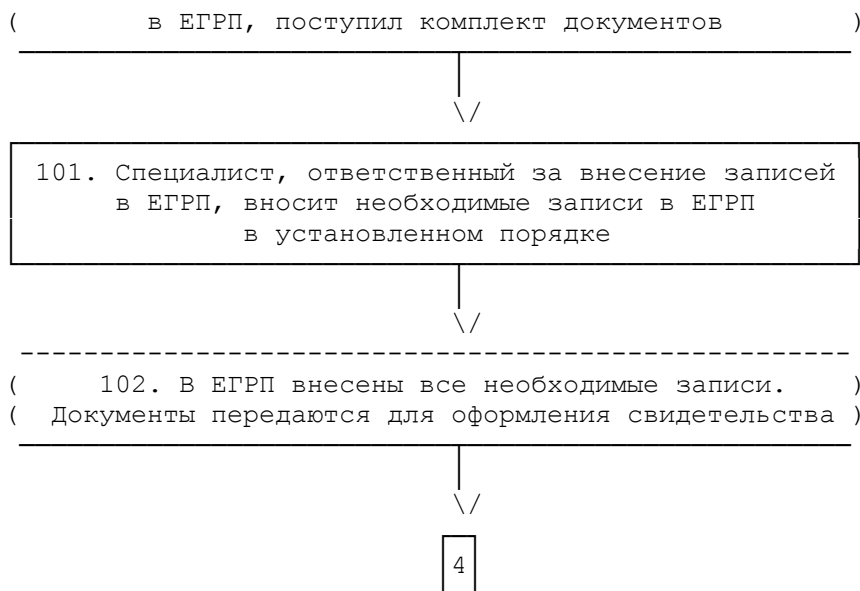 ( в ЕГРП, поступил комплект документов )
101. Специалист, ответственный за внесение записей
в ЕГРП, вносит необходимые записи в ЕГРП
в установленном порядке
( 102. В ЕГРП внесены все необходимые записи. )
( Документы передаются для оформления свидетельства )
4